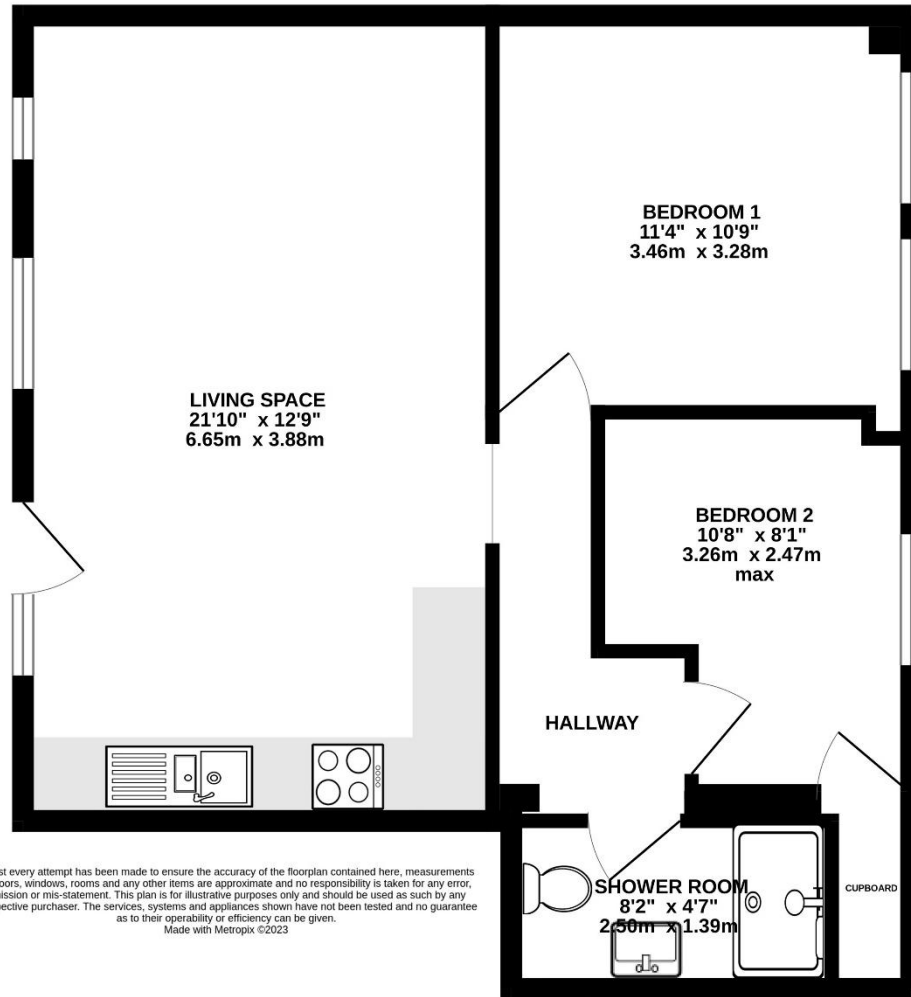 BEDROOM 1
11'4" x 10'9"
3.46m x 3.28m
LIVING SPACE
21'10" x 12'9"
6.65m x 3.88m
BEDROOM 2
10'8" x 8'1"
3.26m x 2.47m
max
HALLWAY
SHOWER ROOM
8'2" x 4'7"
2.50m x 1.39m
CUPBOARD
st every attempt has been made to ensure the accuracy of the floorplan contained here, measurements
oors, windows, rooms and any other items are approximate and no responsibility is taken for any error,
ission or mis-statement. This plan is for illustrative purposes only and should be used as such by any
ective purchaser. The services, systems and appliances shown have not been tested and no guarantee
as to their operability or efficiency can be given.
Made with Metropix ©2023